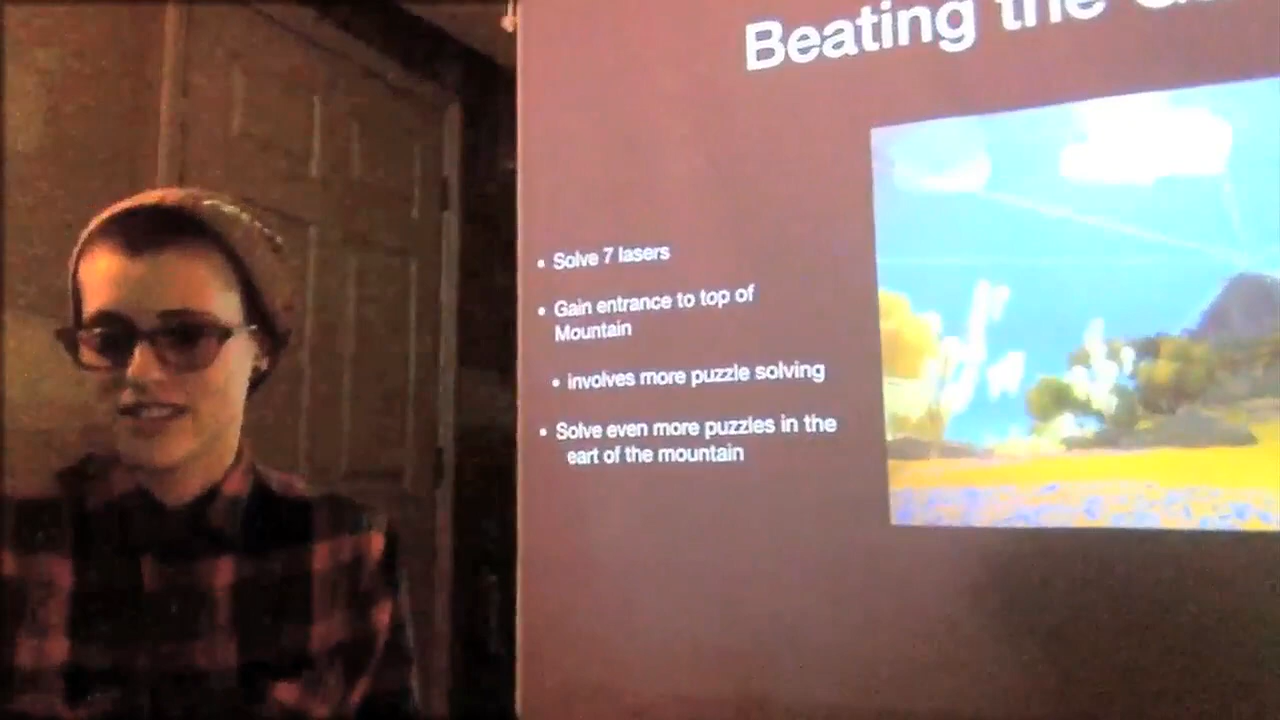 Beating the
• Solve 7 lasers
• Gain entrance to top of
Mountain
• involves more puzzle solving
• Solve even more puzzles in the
eart of the mountain